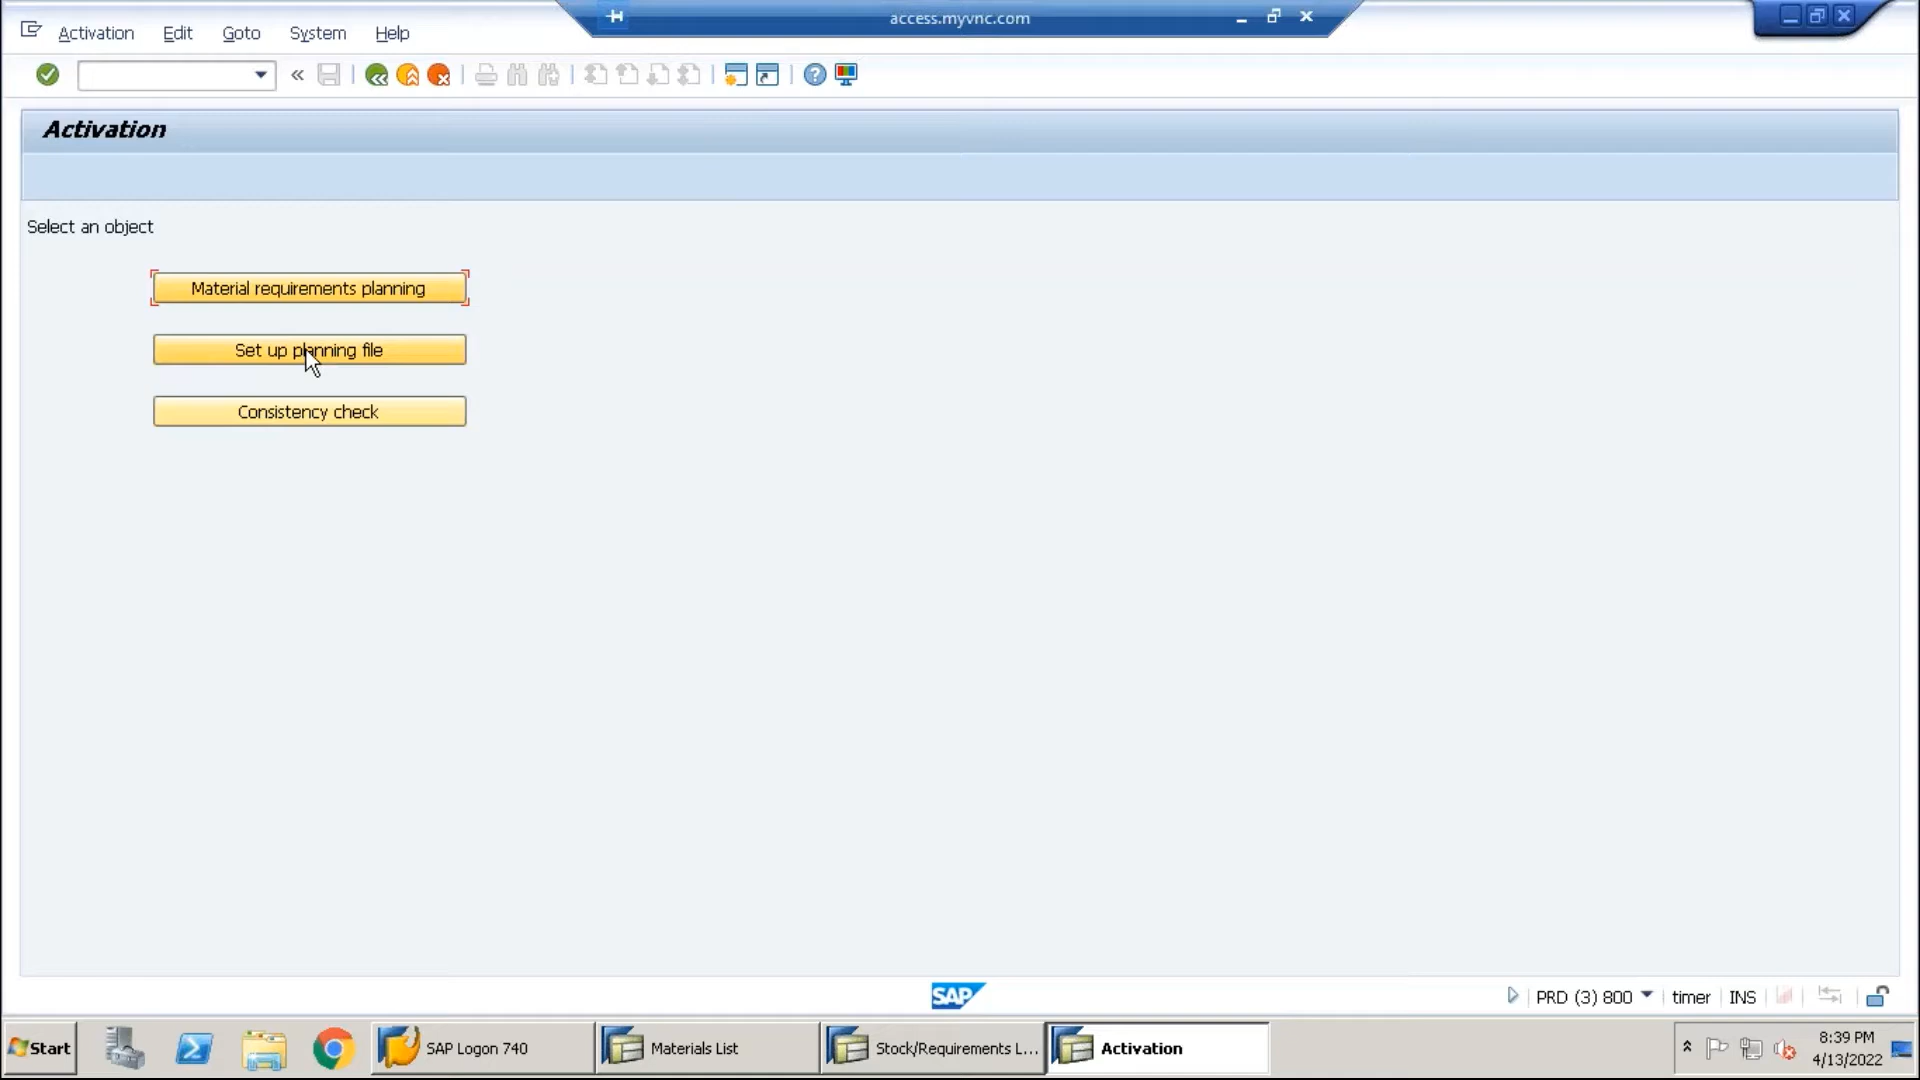 access.myvnc.com
Activation Edit Goto System Help
Activation
Select an object
Material requirements planning
Set up planning file
Consistency check
SAP
PRD (3) 800 timer INS
Start SAP Logon 740 Materials List Stock/Requirements L... Activation
8:39 PM
4/13/2022